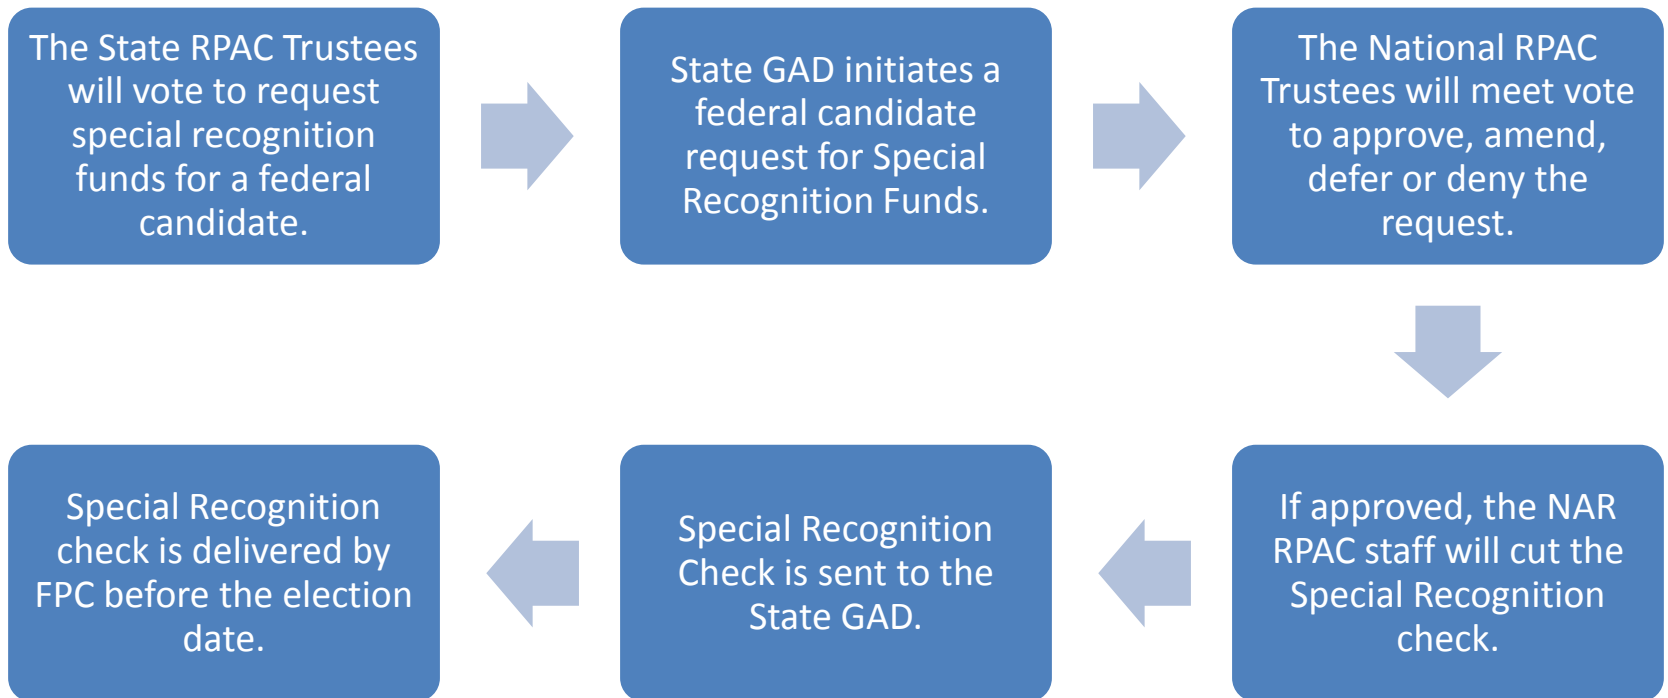 The State RPAC Trustees
will vote to request
special recognition
funds for a federal
candidate.
State GAD initiates a
federal candidate
request for Special
Recognition Funds.
The National RPAC
Trustees will meet vote
to approve, amend,
defer or deny the
request.
If approved, the NAR
RPAC staff will cut the
Special Recognition
check.
Special Recognition
Check is sent to the
State GAD.
Special Recognition
check is delivered by
FPC before the election
date.